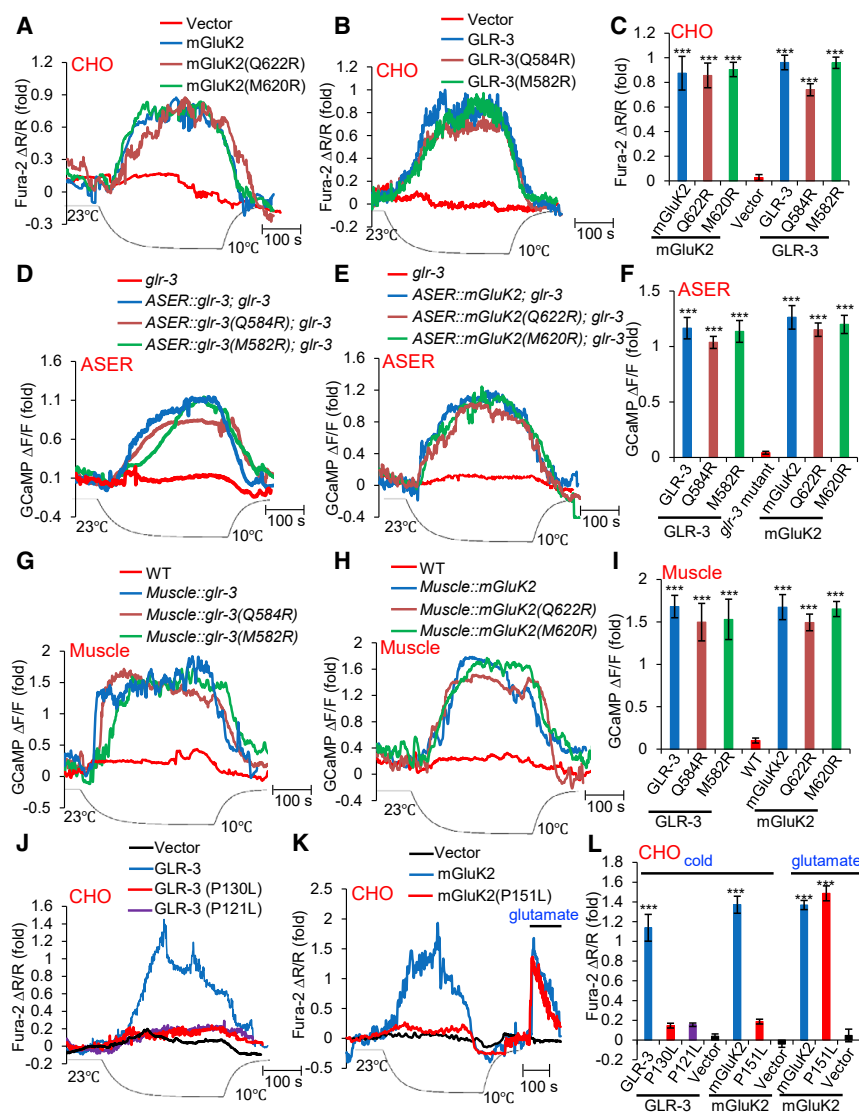 A
Vector
mGluK2
mGluK2(Q622R)
mGluK2(M620R)
CHO
Fura-2 ΔR/R (fold)
1.2
0.9
0.6
0.3
0
-0.3
23℃
10℃
100 s
B
Vector
GLR-3
GLR-3(Q584R)
GLR-3(M582R)
CHO
Fura-2 ΔR/R (fold)
1.2
1
0.8
0.6
0.4
0.2
0
-0.2
23℃
10℃
100 s
C
CHO
Fura-2 ΔR/R (fold)
1.2
1
0.8
0.6
0.4
0.2
0
***
***
***
***
***
***
mGluK2
Q622R
M620R
Vector
GLR-3
Q584R
M582R
mGluK2
GLR-3
D
glr-3
ASER::glr-3; glr-3
ASER::glr-3(Q584R); glr-3
ASER::glr-3(M582R); glr-3
ASER
GCaMP ΔF/F (fold)
1.6
1.1
0.6
0.1
-0.4
23℃
10℃
100 s
E
glr-3
ASER::mGluK2; glr-3
ASER::mGluK2(Q622R); glr-3
ASER::mGluK2(M620R); glr-3
ASER
GCaMP ΔF/F (fold)
1.6
1.2
0.8
0.4
0
-0.4
23℃
10℃
100 s
F
ASER
GCaMP ΔF/F (fold)
1.5
1
0.5
0
***
***
***
***
***
***
GLR-3
Q584R
M582R
glr-3 mutant
mGluK2
Q622R
M620R
GLR-3
mGluK2
G
WT
Muscle::glr-3
Muscle::glr-3(Q584R)
Muscle::glr-3(M582R)
Muscle
GCaMP ΔF/F (fold)
2.5
2
1.5
1
0.5
0
-0.5
23℃
10℃
100 s
H
WT
Muscle::mGluK2
Muscle::mGluK2(Q622R)
Muscle::mGluK2(M620R)
Muscle
GCaMP ΔF/F (fold)
2
1.6
1.2
0.8
0.4
0
-0.4
23℃
10℃
100 s
I
Muscle
GCaMP ΔF/F (fold)
2
1.5
1
0.5
0
***
***
***
***
***
***
GLR-3
Q584R
M582R
WT
mGluKK2
Q622R
M620R
GLR-3
mGluK2
J
Vector
GLR-3
GLR-3 (P130L)
GLR-3 (P121L)
CHO
Fura-2 ΔR/R (fold)
1.6
1.4
1.2
1
0.8
0.6
0.4
0.2
0
-0.2
23℃
10℃
100 s
K
Vector
mGluK2
mGluK2(P151L)
CHO
glutamate
Fura-2 ΔR/R (fold)
2.5
2
1.5
1
0.5
0
-0.5
23℃
10℃
100 s
L
CHO
cold
glutamate
Fura-2 ΔR/R (fold)
1.6
1.4
1.2
1
0.8
0.6
0.4
0.2
0
-0.2
***
***
***
***
GLR-3
P130L
P121L
Vector
mGluK2
P151L
Vector
mGluK2
P151L
Vector
GLR-3
mGluK2
mGluK2